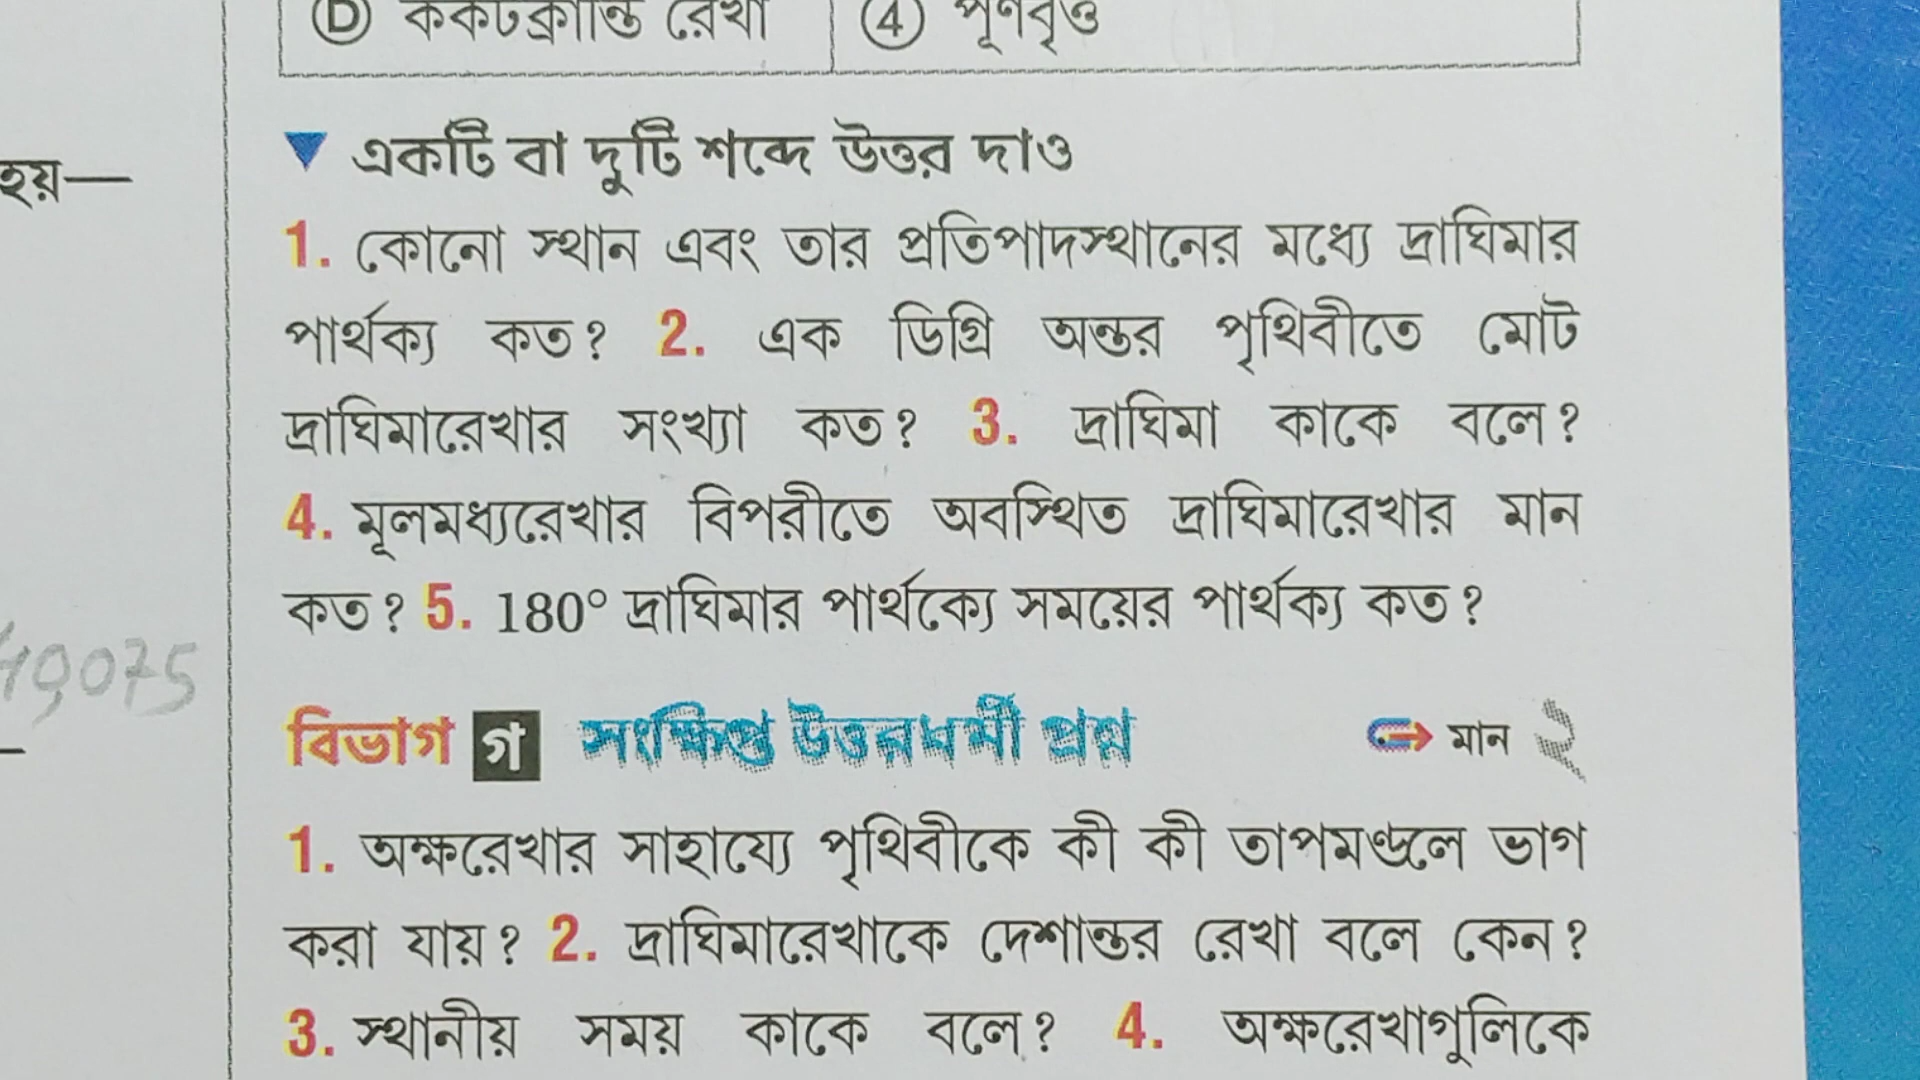 D কর্কটক্রান্তি রেখা 4 পূর্ণবৃত্ত
▼ একটি বা দুটি শব্দে উত্তর দাও
হয়—
1. কোনো স্থান এবং তার প্রতিপাদস্থানের মধ্যে দ্রাঘিমার
পার্থক্য কত? 2. এক ডিগ্রি অন্তর পৃথিবীতে মোট
দ্রাঘিমারেখার সংখ্যা কত? 3. দ্রাঘিমা কাকে বলে?
4. মূলমধ্যরেখার বিপরীতে অবস্থিত দ্রাঘিমারেখার মান
কত? 5. 180° দ্রাঘিমার পার্থক্যে সময়ের পার্থক্য কত?
বিভাগ গ সংক্ষিপ্ত উত্তরধর্মী প্রশ্ন মান ২
1. অক্ষরেখার সাহায্যে পৃথিবীকে কী কী তাপমণ্ডলে ভাগ
করা যায়? 2. দ্রাঘিমারেখাকে দেশান্তর রেখা বলে কেন?
3. স্থানীয় সময় কাকে বলে? 4. অক্ষরেখাগুলিকে